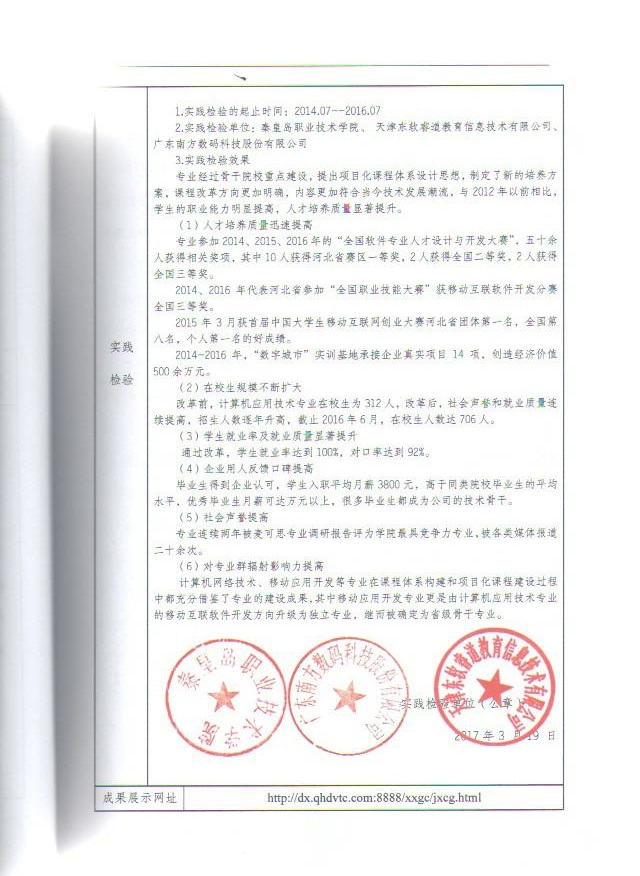 1.实践检验的起止时间：2014.07--2016.07
2.实践检验单位：秦皇岛职业技术学院、 天津东软睿道教育信息技术有限公司、
广东南方数码科技股份有限公司
3.实践检验效果
专业经过骨干院校重点建设，提出项目化课程体系设计思想，制定了新的培养方
案，课程改革方向更加明确，内容更加符合当今技术发展潮流，与 2012 年以前相比，
学生的职业能力明显提高，人才培养质量显著提升。
（1）人才培养质量迅速提高
专业参加 2014、2015、2016 年的“全国软件专业人才设计与开发大赛”，五十余
人获得相关奖项，其中 10 人获得河北省赛区一等奖，2 人获得全国二等奖，2 人获得
全国三等奖。
2014、2016 年代表河北省参加“全国职业技能大赛”获移动互联软件开发分赛
全国三等奖。
2015 年 3 月获首届中国大学生移动互联网创业大赛河北省团体第一名，全国第
八名，个人第一名的好成绩。
2014-2016 年，“数字城市”实训基地承接企业真实项目 14 项，创造经济价值
500 余万元。
（2）在校生规模不断扩大
改革前，计算机应用技术专业在校生为 312 人，改革后，社会声誉和就业质量连
续提高，招生人数逐年升高，截止 2016 年 6 月，在校生人数达 706 人。
（3）学生就业率及就业质量显著提升
通过改革，学生就业率达到 100%，对口率达到 92%。
（4）企业用人反馈口碑提高
毕业生得到企业认可，学生入职平均月薪 3800 元，高于同类院校毕业生的平均
水平，优秀毕业生月薪可达万元以上，很多毕业生都成为公司的技术骨干。
（5）社会声誉提高
专业连续两年被麦可思专业调研报告评为学院最具竞争力专业，被各类媒体报道
二十余次。
（6）对专业群辐射影响力提高
计算机网络技术、移动应用开发等专业在课程体系构建和项目化课程建设过程
中都充分借鉴了专业的建设成果，其中移动应用开发专业更是由计算机应用技术专业
的移动互联软件开发方向升级为独立专业，继而被确定为省级骨干专业。
实践
检验
秦皇岛职业技术学院
广东南方数码科技股份有限公司
天津东软睿道教育信息技术有限公司
实践检验单位（公章）
2017 年 3 月 19 日
成果展示网址
http://dx.qhdvtc.com:8888/xxgc/jxcg.html